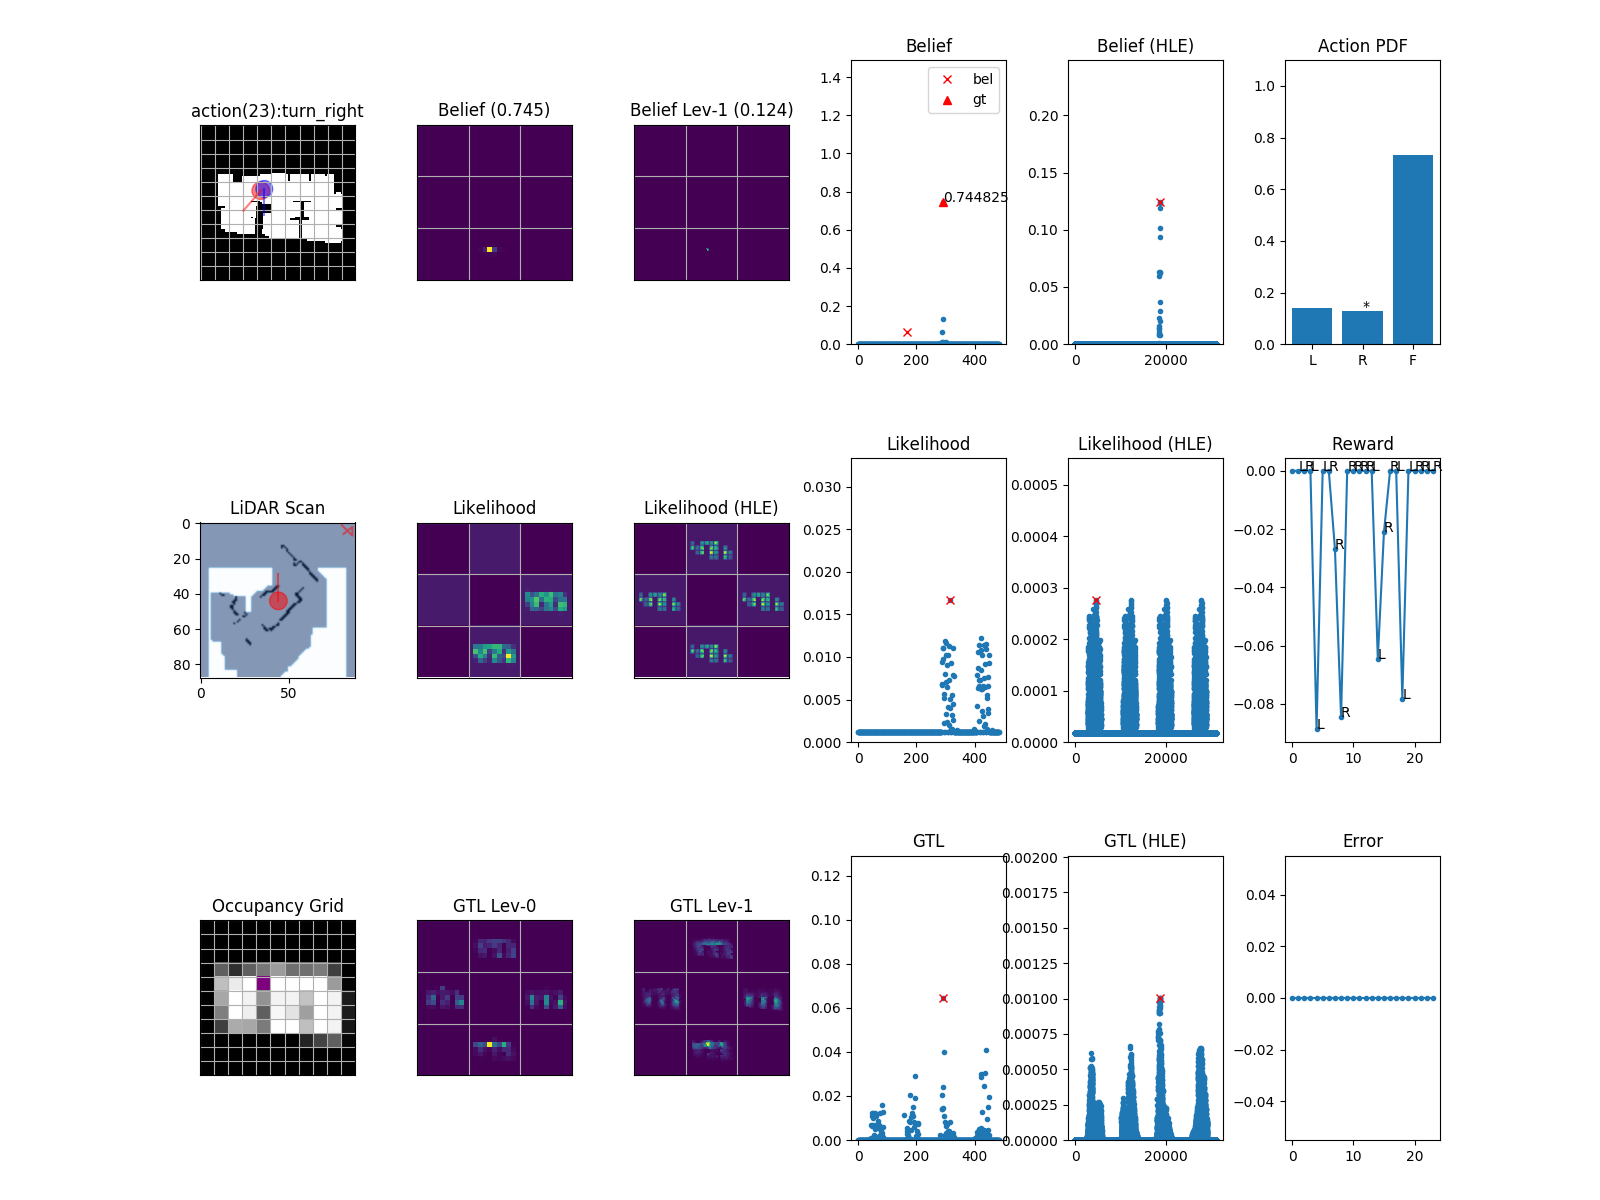 Belief
Belief (HLE)
Action PDF
action(23):turn_right
Belief (0.745)
Belief Lev-1 (0.124)
bel
gt
0.744825
1.4
1.2
1.0
0.8
0.6
0.4
0.2
0.0
0 200 400
0.20
0.15
0.10
0.05
0.00
0 20000
1.0
0.8
0.6
0.4
0.2
0.0
*
L R F
LiDAR Scan
Likelihood
Likelihood (HLE)
Likelihood
Likelihood (HLE)
Reward
0
20
40
60
80
0 50
0.030
0.025
0.020
0.015
0.010
0.005
0.000
0 200 400
0.0005
0.0004
0.0003
0.0002
0.0001
0.0000
0 20000
0.00
−0.02
−0.04
−0.06
−0.08
R
R
L
L
R
L
0 10 20
Occupancy Grid
GTL Lev-0
GTL Lev-1
GTL
GTL (HLE)
Error
0.12
0.10
0.08
0.06
0.04
0.02
0.00
0 200 400
0.00200
0.00175
0.00150
0.00125
0.00100
0.00075
0.00050
0.00025
0.00000
0 20000
0.04
0.02
0.00
−0.02
−0.04
0 10 20